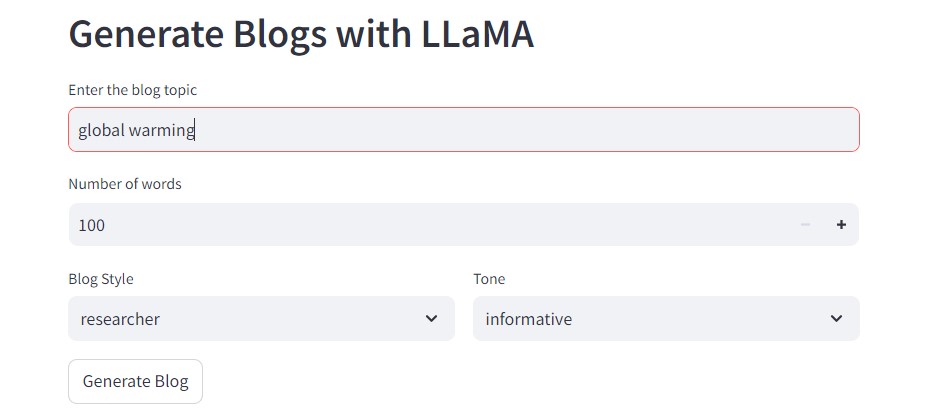 Generate Blogs with LLaMA
Enter the blog topic
global warming
Number of words
100
Blog Style
Tone
researcher
informative
Generate Blog